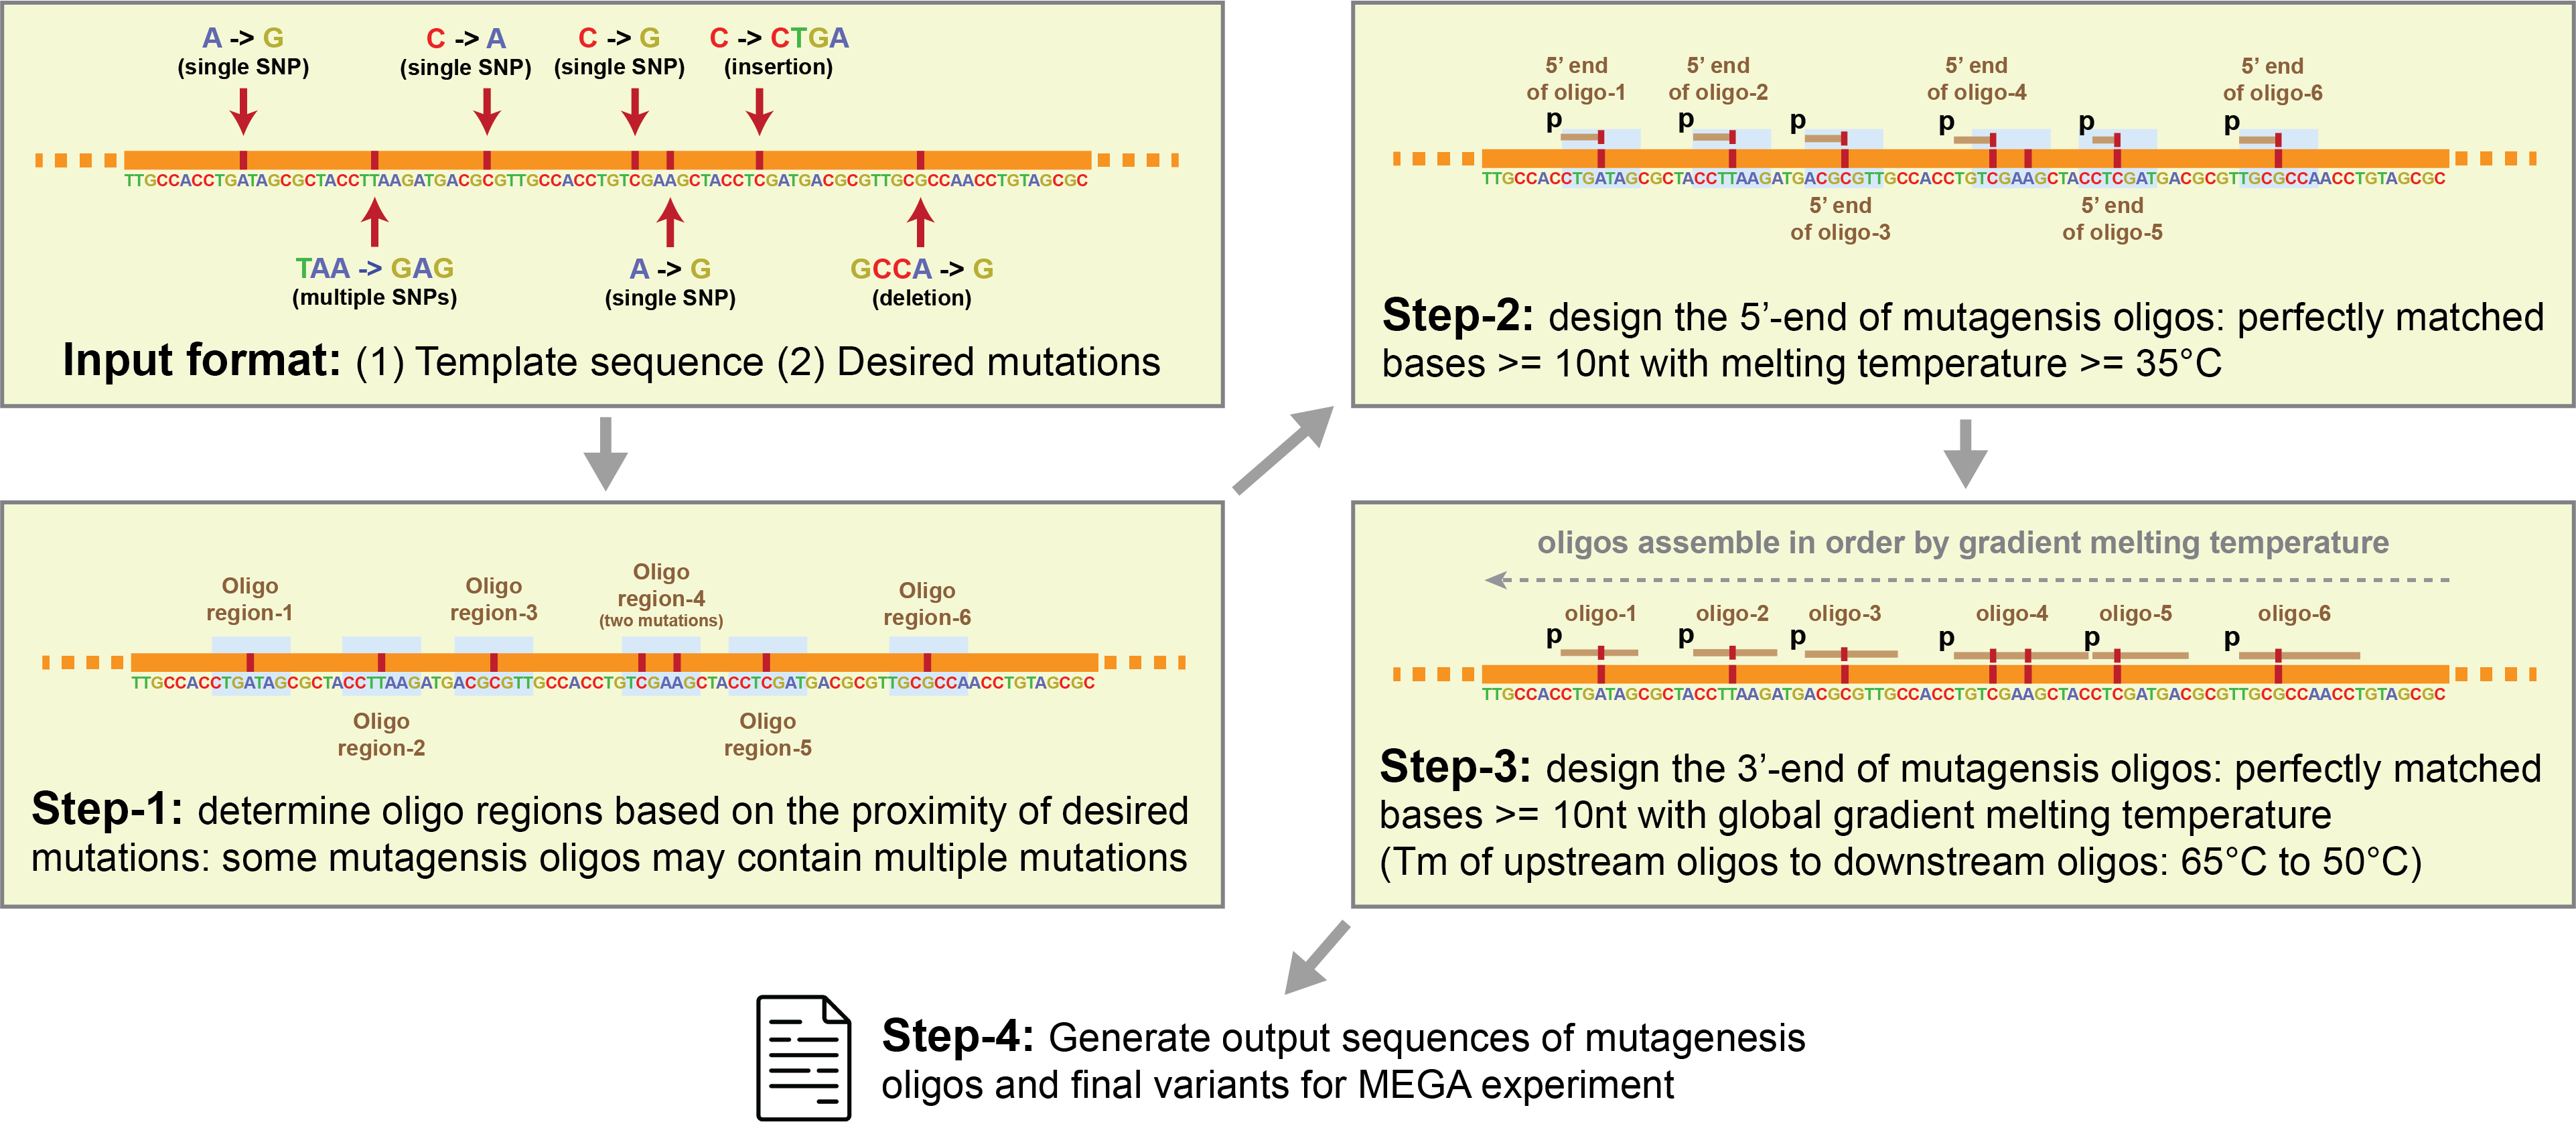 A -> G
(single SNP)
C -> A
(single SNP)
C -> G
(single SNP)
C -> CTGA
(insertion)
TTGCCACCTGATAGCGCTACCTTAAGATGACGCGTTGCCACCTGTCGAAGCTACCTCGATGACGCGTTGCGCCAACCTGTAGCGC
TAA -> GAG
(multiple SNPs)
A -> G
(single SNP)
GCCA -> G
(deletion)
Input format: (1) Template sequence (2) Desired mutations
Oligo
region-1
Oligo
region-3
Oligo
region-4
(two mutations)
Oligo
region-6
TTGCCACCTGATAGCGCTACCTTAAGATGACGCGTTGCCACCTGTCGAAGCTACCTCGATGACGCGTTGCGCCAACCTGTAGCGC
Oligo
region-2
Oligo
region-5
Step-1: determine oligo regions based on the proximity of desired
mutations: some mutagensis oligos may contain multiple mutations
5’ end
of oligo-1
5’ end
of oligo-2
5’ end
of oligo-4
5’ end
of oligo-6
p
p
p
p
p
p
TTGCCACCTGATAGCGCTACCTTAAGATGACGCGTTGCCACCTGTCGAAGCTACCTCGATGACGCGTTGCGCCAACCTGTAGCGC
5’ end
of oligo-3
5’ end
of oligo-5
Step-2: design the 5’-end of mutagensis oligos: perfectly matched
bases >= 10nt with melting temperature >= 35°C
oligos assemble in order by gradient melting temperature
oligo-1
oligo-2
oligo-3
oligo-4
oligo-5
oligo-6
p
p
p
p
p
p
TTGCCACCTGATAGCGCTACCTTAAGATGACGCGTTGCCACCTGTCGAAGCTACCTCGATGACGCGTTGCGCCAACCTGTAGCGC
Step-3: design the 3’-end of mutagensis oligos: perfectly matched
bases >= 10nt with global gradient melting temperature
(Tm of upstream oligos to downstream oligos: 65°C to 50°C)
Step-4: Generate output sequences of mutagenesis
oligos and final variants for MEGA experiment